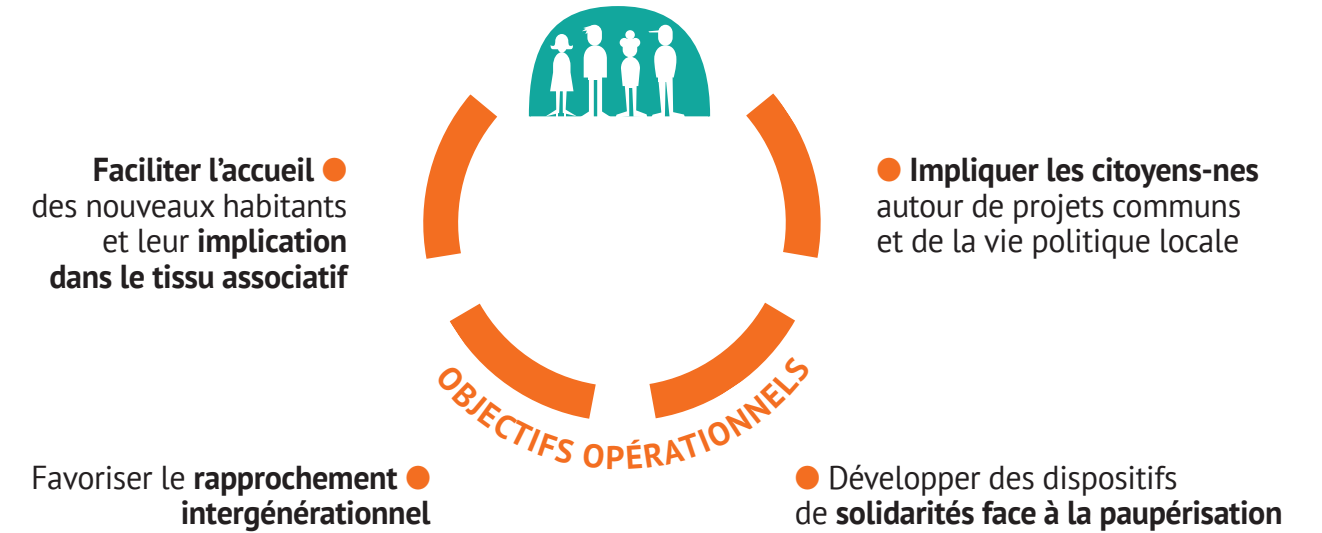 Faciliter l’accueil
des nouveaux habitants
et leur implication
dans le tissu associatif
Impliquer les citoyens-nes
autour de projets communs
et de la vie politique locale
OBJECTIFS OPÉRATIONNELS
Favoriser le rapprochement
intergénérationnel
Développer des dispositifs
de solidarités face à la paupérisation